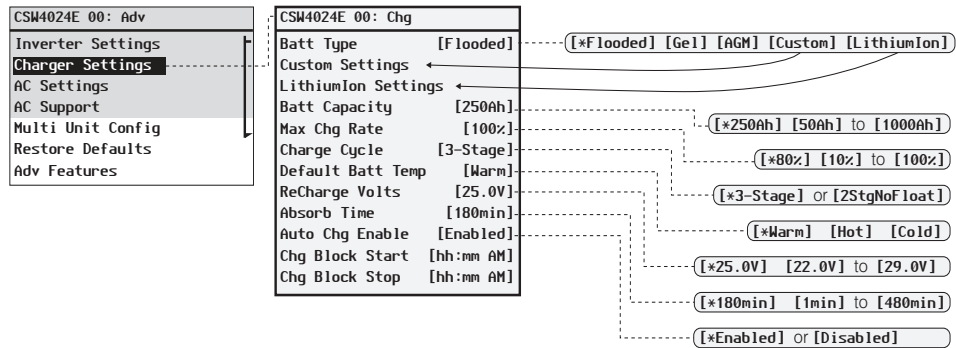 CSW4024E 00: Adv
Inverter Settings
Charger Settings
AC Settings
AC Support
Multi Unit Config
Restore Defaults
Adv Features
CSW4024E 00: Chg
Batt Type [Flooded]
Custom Settings
LithiumIon Settings
Batt Capacity [250Ah]
Max Chg Rate [100%]
Charge Cycle [3-Stage]
Default Batt Temp [Warm]
ReCharge Volts [25.0V]
Absorb Time [180min]
Auto Chg Enable [Enabled]
Chg Block Start [hh:mm AM]
Chg Block Stop [hh:mm AM]
[*Flooded] [Gel] [AGM] [Custom] [LithiumIon]
[*250Ah] [50Ah] to [1000Ah]
[*80%] [10%] to [100%]
[*3-Stage] or [2StgNoFloat]
[*Warm] [Hot] [Cold]
[*25.0V] [22.0V] to [29.0V]
[*180min] [1min] to [480min]
[*Enabled] or [Disabled]